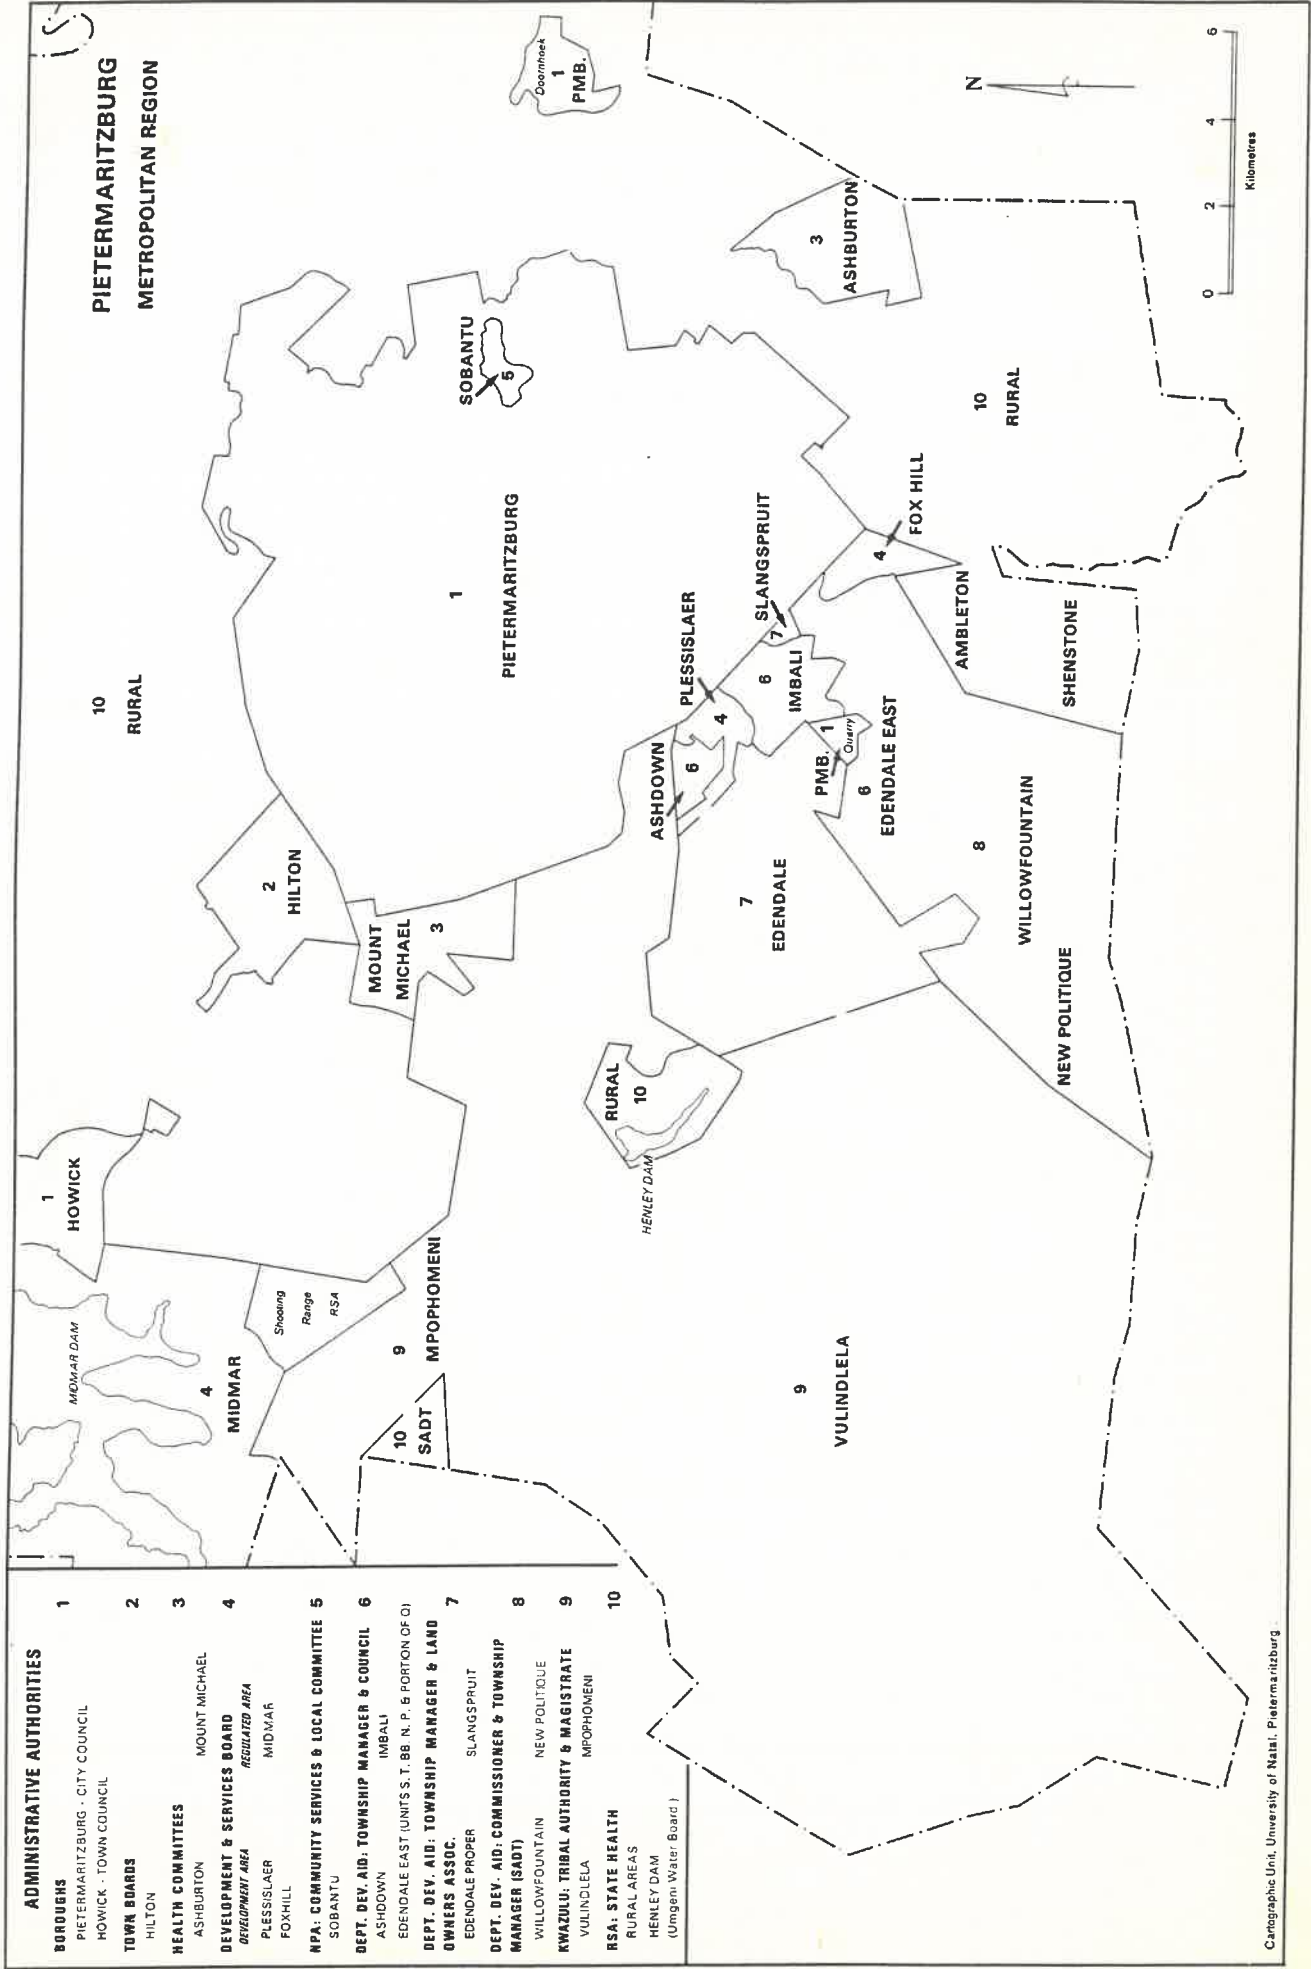 PIETERMARITZBURG
METROPOLITAN REGION
ADMINISTRATIVE AUTHORITIES
BOROUGHS 1
PIETERMARITZBURG - CITY COUNCIL
HOWICK - TOWN COUNCIL
TOWN BOARDS 2
HILTON
HEALTH COMMITTEES 3
ASHBURTON MOUNT MICHAEL
DEVELOPMENT & SERVICES BOARD 4
DEVELOPMENT AREA REGULATED AREA
PLESSISLAER MIDMAR
FOXHILL
NPA: COMMUNITY SERVICES & LOCAL COMMITTEE 5
SOBANTU
DEPT. DEV. AID: TOWNSHIP MANAGER & COUNCIL 6
ASHDOWN IMBALI
EDENDALE EAST (UNITS S. T. BB. N. P. & PORTION OF Q)
DEPT. DEV. AID: TOWNSHIP MANAGER & LAND
OWNERS ASSOC. 7
EDENDALE PROPER SLANGSPRUIT
DEPT. DEV. AID: COMMISSIONER & TOWNSHIP
MANAGER (SADT) 8
WILLOWFOUNTAIN NEW POLITIQUE
KWAZULU: TRIBAL AUTHORITY & MAGISTRATE 9
VULINDLELA MPOPHOMENI
RSA: STATE HEALTH 10
RURAL AREAS
HENLEY DAM
(Umgeni Water Board)
MIDMAR DAM
4
MIDMAR
1
HOWICK
Shooting
Range
RSA
10
SADT
9
MPOPHOMENI
10
RURAL
2
HILTON
MOUNT
MICHAEL
3
1
PIETERMARITZBURG
SOBANTU
5
Doornhoek
1
PMB.
RURAL
10
HENLEY DAM
ASHDOWN
6
PLESSISLAER
4
SLANGSPRUIT
7
6
IMBALI
PMB. 1
Quarry
6
EDENDALE EAST
7
EDENDALE
4
FOX HILL
3
ASHBURTON
9
VULINDLELA
8
WILLOWFOUNTAIN
NEW POLITIQUE
AMBLETON
SHENSTONE
10
RURAL
N
0 2 4 6
Kilometres
Cartographic Unit, University of Natal, Pietermaritzburg